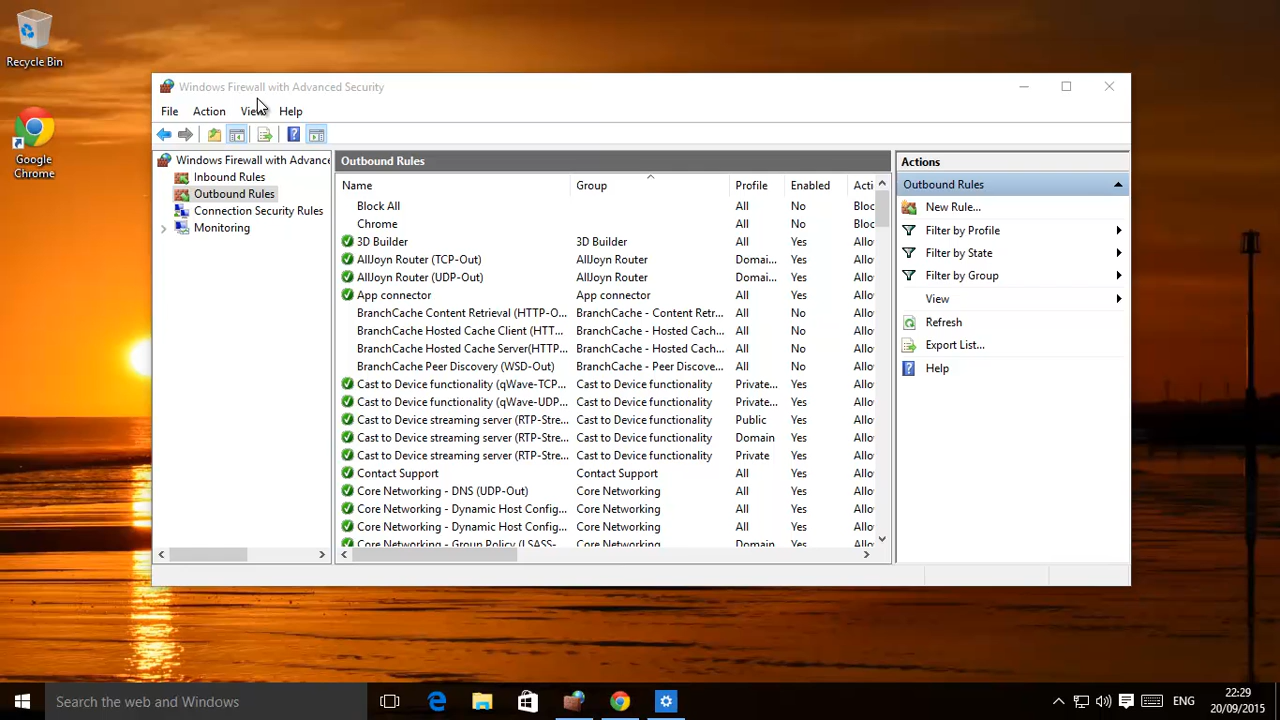 Recycle Bin
Google
Chrome
Windows Firewall with Advanced Security
File Action View Help
Windows Firewall with Advance
Inbound Rules
Outbound Rules
Connection Security Rules
Monitoring
Outbound Rules
Name Group Profile Enabled Acti
Block All All No Bloc
Chrome All No Bloc
3D Builder 3D Builder All Yes Allo
AllJoyn Router (TCP-Out) AllJoyn Router Domai... Yes Allo
AllJoyn Router (UDP-Out) AllJoyn Router Domai... Yes Allo
App connector App connector All Yes Allo
BranchCache Content Retrieval (HTTP-O... BranchCache - Content Retr... All No Allo
BranchCache Hosted Cache Client (HTT... BranchCache - Hosted Cach... All No Allo
BranchCache Hosted Cache Server(HTTP... BranchCache - Hosted Cach... All No Allo
BranchCache Peer Discovery (WSD-Out) BranchCache - Peer Discove... All No Allo
Cast to Device functionality (qWave-TCP... Cast to Device functionality Private... Yes Allo
Cast to Device functionality (qWave-UDP... Cast to Device functionality Private... Yes Allo
Cast to Device streaming server (RTP-Stre... Cast to Device functionality Public Yes Allo
Cast to Device streaming server (RTP-Stre... Cast to Device functionality Domain Yes Allo
Cast to Device streaming server (RTP-Stre... Cast to Device functionality Private Yes Allo
Contact Support Contact Support All Yes Allo
Core Networking - DNS (UDP-Out) Core Networking All Yes Allo
Core Networking - Dynamic Host Config... Core Networking All Yes Allo
Core Networking - Dynamic Host Config... Core Networking All Yes Allo
Core Networking - Group Policy (LSASS- Core Networking Domain Yes Allo
Actions
Outbound Rules
New Rule...
Filter by Profile
Filter by State
Filter by Group
View
Refresh
Export List...
Help
Search the web and Windows
ENG
22:29
20/09/2015